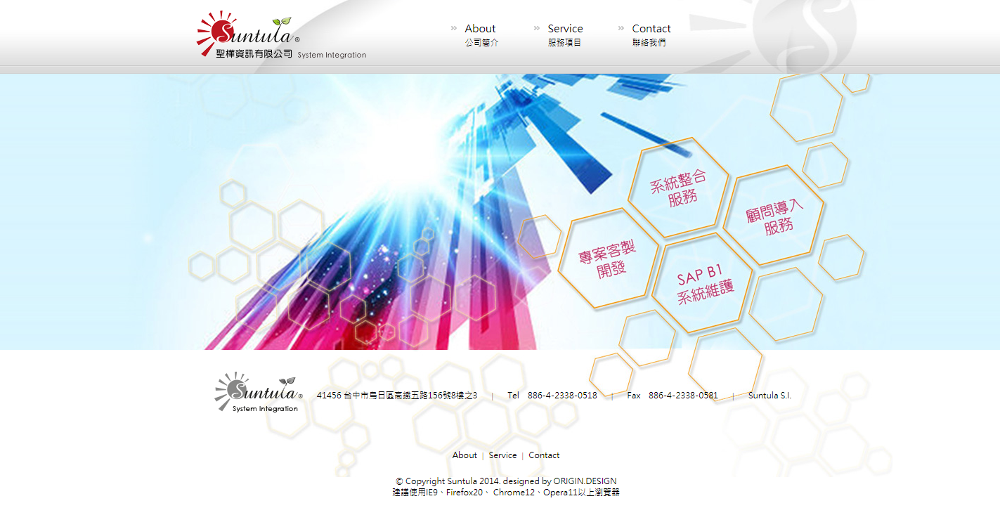 Suntula®
聖樺資訊有限公司 System Integration
About
公司簡介
Service
服務項目
Contact
聯絡我們
系統整合
服務
顧問導入
服務
專案客製
開發
SAP B1
系統維護
Suntula®
System Integration
41456 台中市烏日區高鐵五路156號8樓之3 | Tel 886-4-2338-0518 | Fax 886-4-2338-0581 | Suntula S.I.
About | Service | Contact
© Copyright Suntula 2014. designed by ORIGIN.DESIGN
建議使用IE9、Firefox20、 Chrome12、Opera11以上瀏覽器